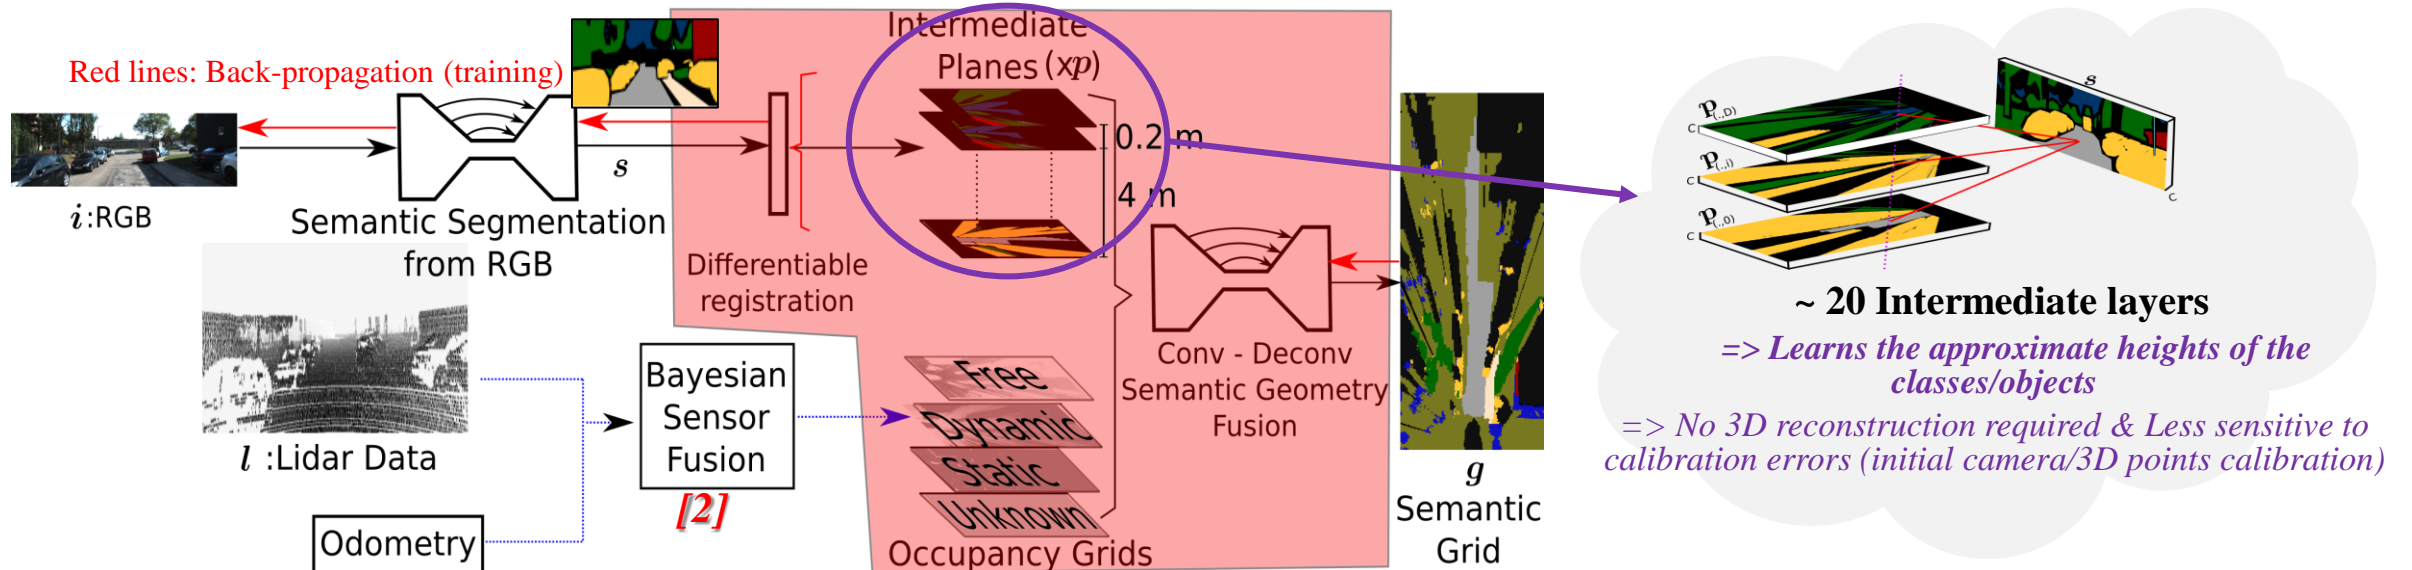 Red lines: Back-propagation (training)
i:RGB
Semantic Segmentation
from RGB
s
l :Lidar Data
Odometry
Bayesian
Sensor
Fusion
[2]
Differentiable
registration
Intermediate
Planes (xp)
0.2 m
4 m
Free
Dynamic
Static
Unknown
Occupancy Grids
Conv - Deconv
Semantic Geometry
Fusion
g
Semantic
Grid
P(.,D)
c
P(.,i)
c
P(.,0)
c
s
c
~ 20 Intermediate layers
=> Learns the approximate heights of the
classes/objects
=> No 3D reconstruction required & Less sensitive to
calibration errors (initial camera/3D points calibration)